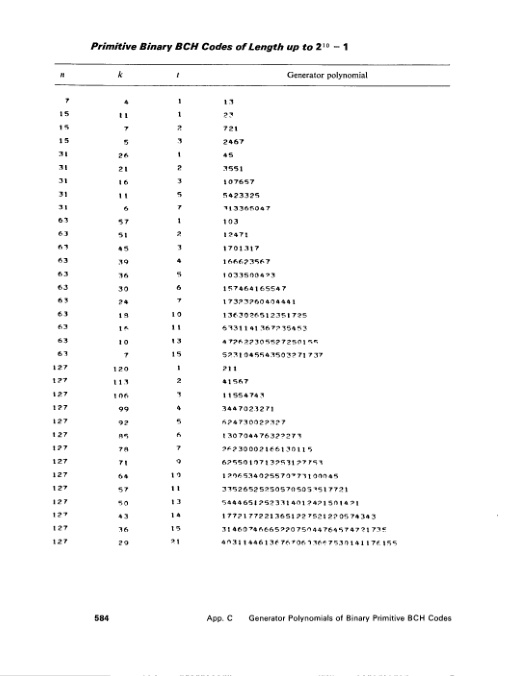 Primitive Binary BCH Codes of Length up to 2¹⁰ − 1
n k t Generator polynomial
7 4 1 13
15 11 1 23
15 7 2 721
15 5 3 2467
31 26 1 45
31 21 2 3551
31 16 3 107657
31 11 5 5423325
31 6 7 313365047
63 57 1 103
63 51 2 12471
63 45 3 1701317
63 39 4 166623567
63 36 5 1033500423
63 30 6 157464165547
63 24 7 17323260404441
63 18 10 1363026512351725
63 16 11 6331141367235453
63 10 13 472622305527250155
63 7 15 5231045543503271737
127 120 1 211
127 113 2 41567
127 106 3 11554743
127 99 4 3447023271
127 92 5 624730022327
127 85 6 130704476322273
127 78 7 26230002166130115
127 71 9 6255010713253127753
127 64 10 1206534025570773100045
127 57 11 335265252505705053517721
127 50 13 54446512523314012421501421
127 43 14 17721772213651227521220574343
127 36 15 3146074666522075044764574721735
127 29 21 403114461367670603667530141176155
584 App. C Generator Polynomials of Binary Primitive BCH Codes